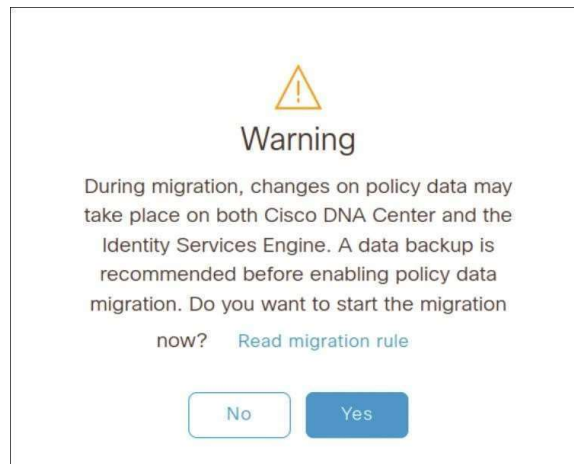 Warning
During migration, changes on policy data may
take place on both Cisco DNA Center and the
Identity Services Engine. A data backup is
recommended before enabling policy data
migration. Do you want to start the migration
now? Read migration rule
No Yes